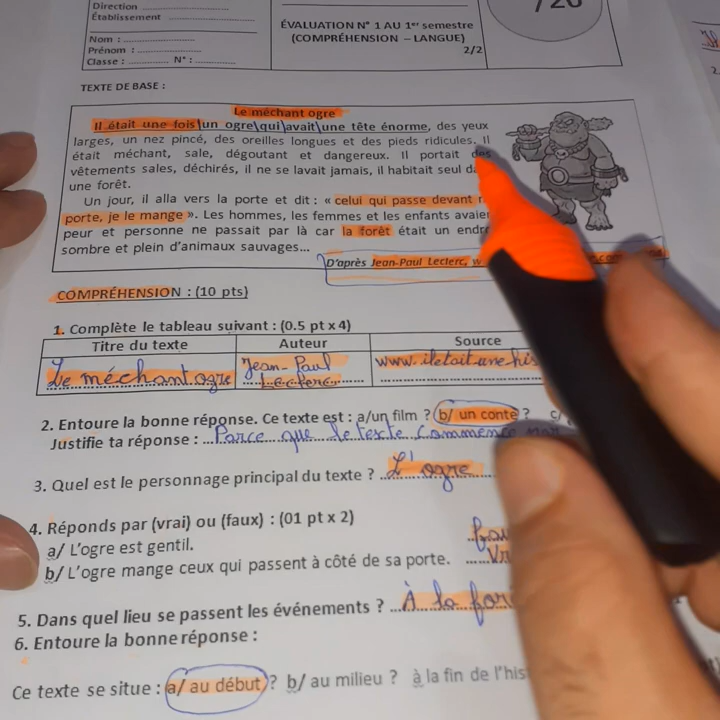 Direction ..................
Établissement ..................
Nom : ..................
Prénom : ..................
Classe : ............ N° : ............
ÉVALUATION N° 1 AU 1er semestre
(COMPRÉHENSION – LANGUE)
2/2
/20
TEXTE DE BASE :
Le méchant ogre
Il était une fois un ogre qui avait une tête énorme, des yeux
larges, un nez pincé, des oreilles longues et des pieds ridicules. Il
était méchant, sale, dégoutant et dangereux. Il portait des
vêtements sales, déchirés, il ne se lavait jamais, il habitait seul
une forêt.
Un jour, il alla vers la porte et dit : « celui qui passe devant
porte, je le mange ». Les hommes, les femmes et les enfants
peur et personne ne passait par là car la forêt était un
sombre et plein d'animaux sauvages...
D'après Jean-Paul Leclerc, w
COMPRÉHENSION : (10 pts)
1. Complète le tableau suivant : (0.5 pt x 4)
Titre du texte Auteur Source
Le méchant ogre Jean-Paul www.iletait-une-his
Leclerc
2. Entoure la bonne réponse. Ce texte est : a/un film ? b/ un conte ? c/
Justifie ta réponse : ...Parce que le texte commence
3. Quel est le personnage principal du texte ? ...L'ogre
4. Réponds par (vrai) ou (faux) : (01 pt x 2)
a/ L'ogre est gentil.
b/ L'ogre mange ceux qui passent à côté de sa porte. ......Vr
5. Dans quel lieu se passent les événements ? ...À la for
6. Entoure la bonne réponse :
Ce texte se situe : a/ au début ? b/ au milieu ? à la fin de l'his